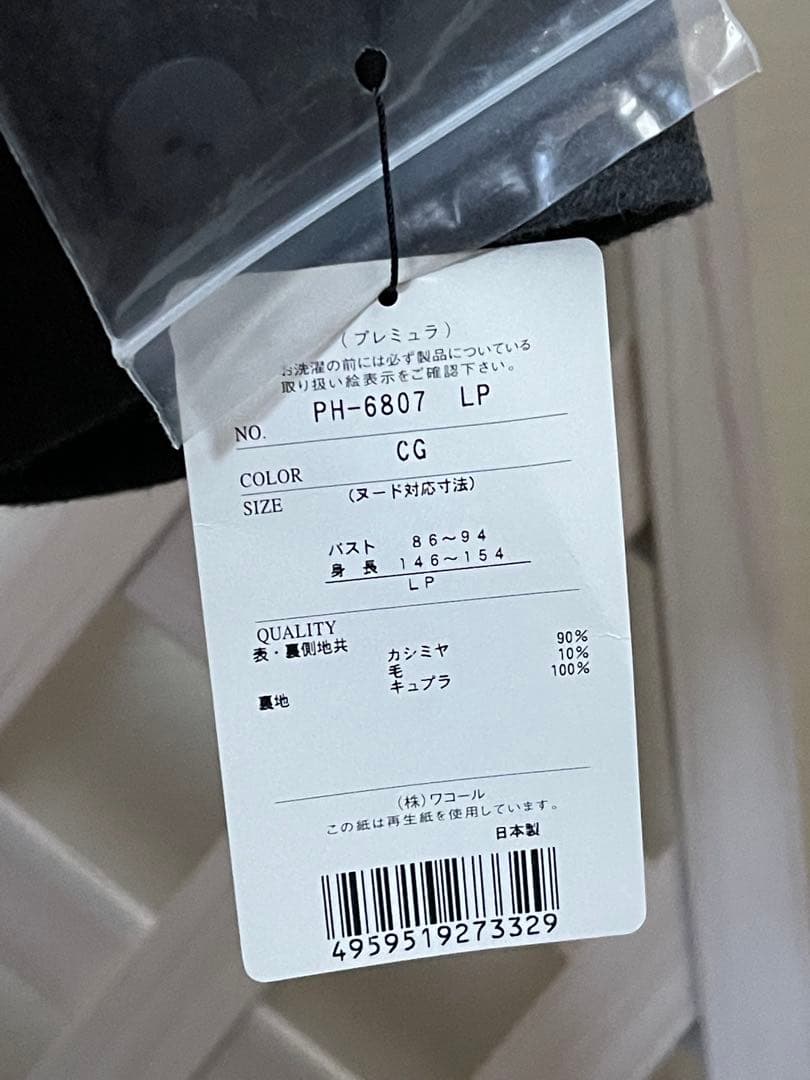 (プレミュラ)
お洗濯の前には必ず製品についている
取り扱い絵表示をご確認下さい。
NO. PH-6807 LP
COLOR CG
SIZE (ヌード対応寸法)
バスト 86〜94
身長 146〜154
LP
QUALITY
表・裏側地共 カシミヤ 90%
毛 10%
裏地 キュプラ 100%
(株)ワコール
この紙は再生紙を使用しています。
日本製
4959519273329